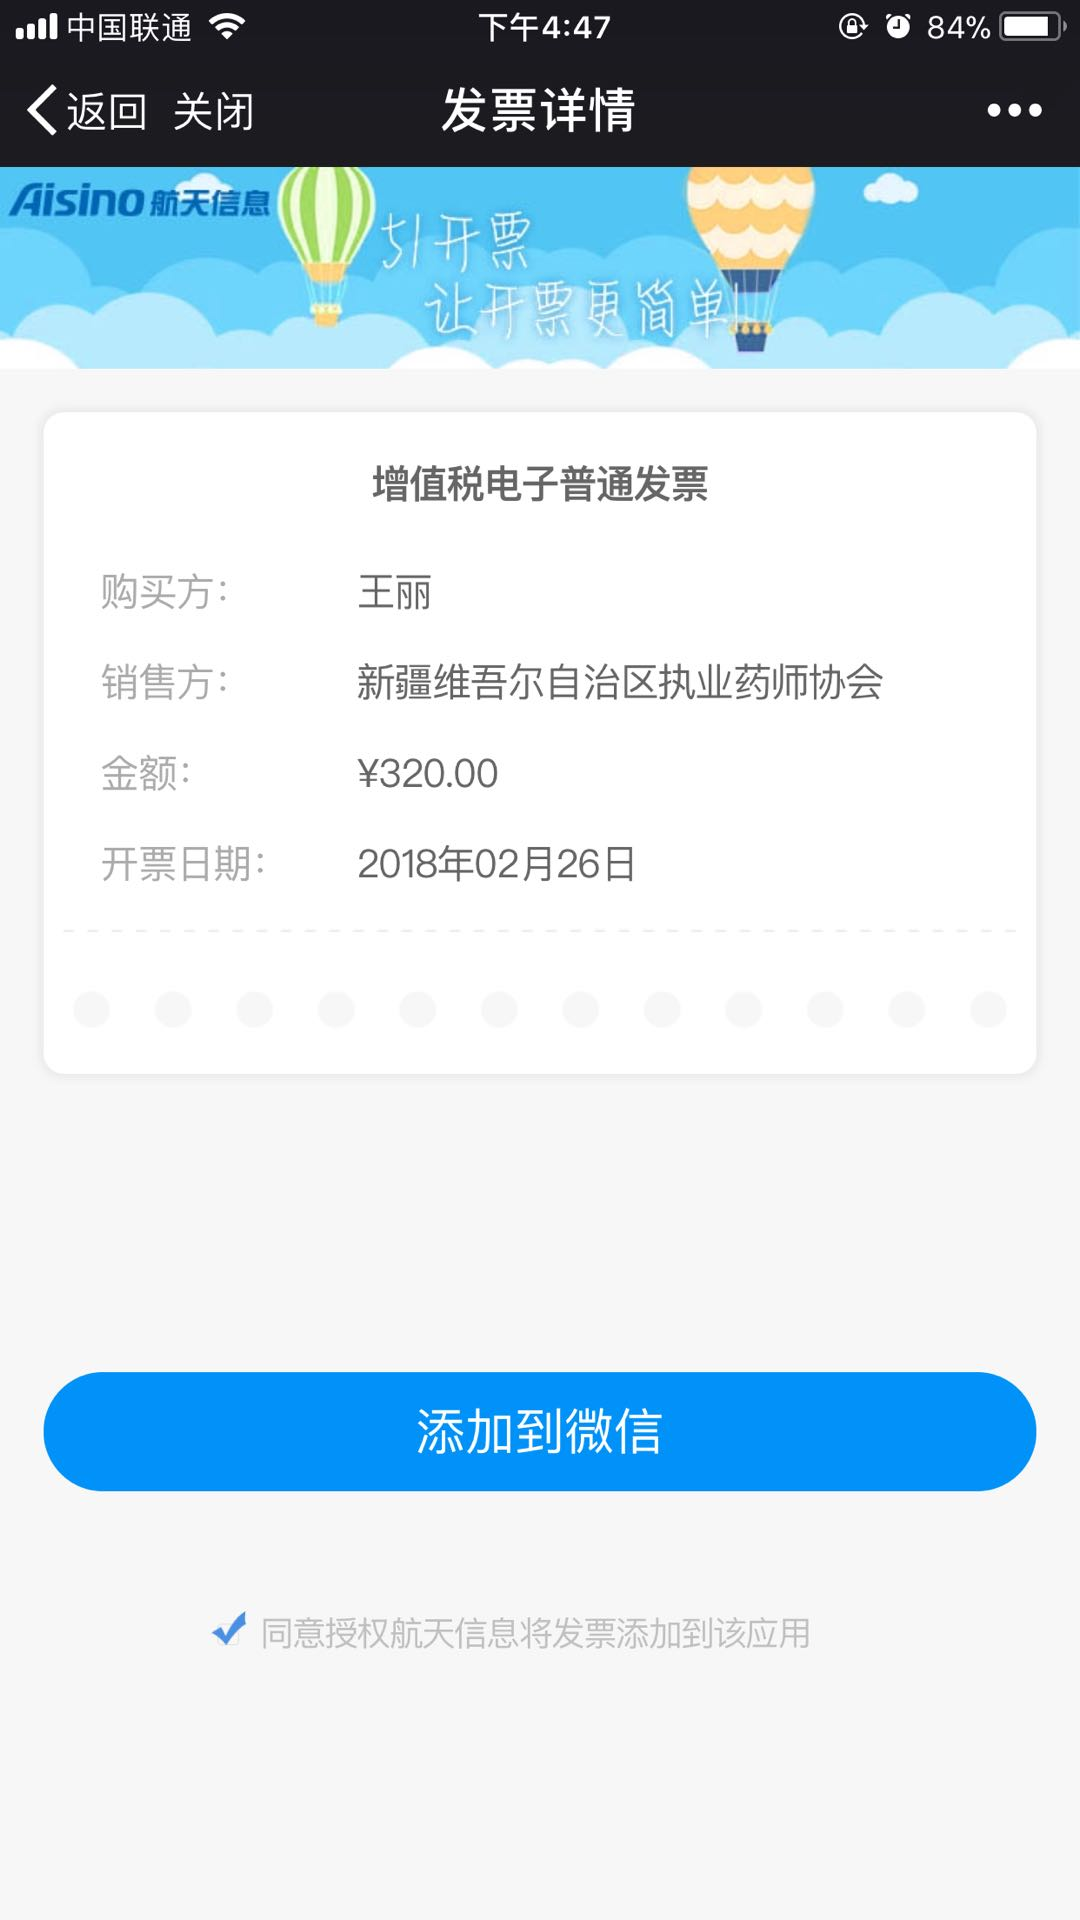 中国联通 下午4:47 84%
返回 关闭 发票详情
Aisino 航天信息
51开票
让开票更简单
增值税电子普通发票
购买方： 王丽
销售方： 新疆维吾尔自治区执业药师协会
金额： ¥320.00
开票日期： 2018年02月26日
添加到微信
同意授权航天信息将发票添加到该应用